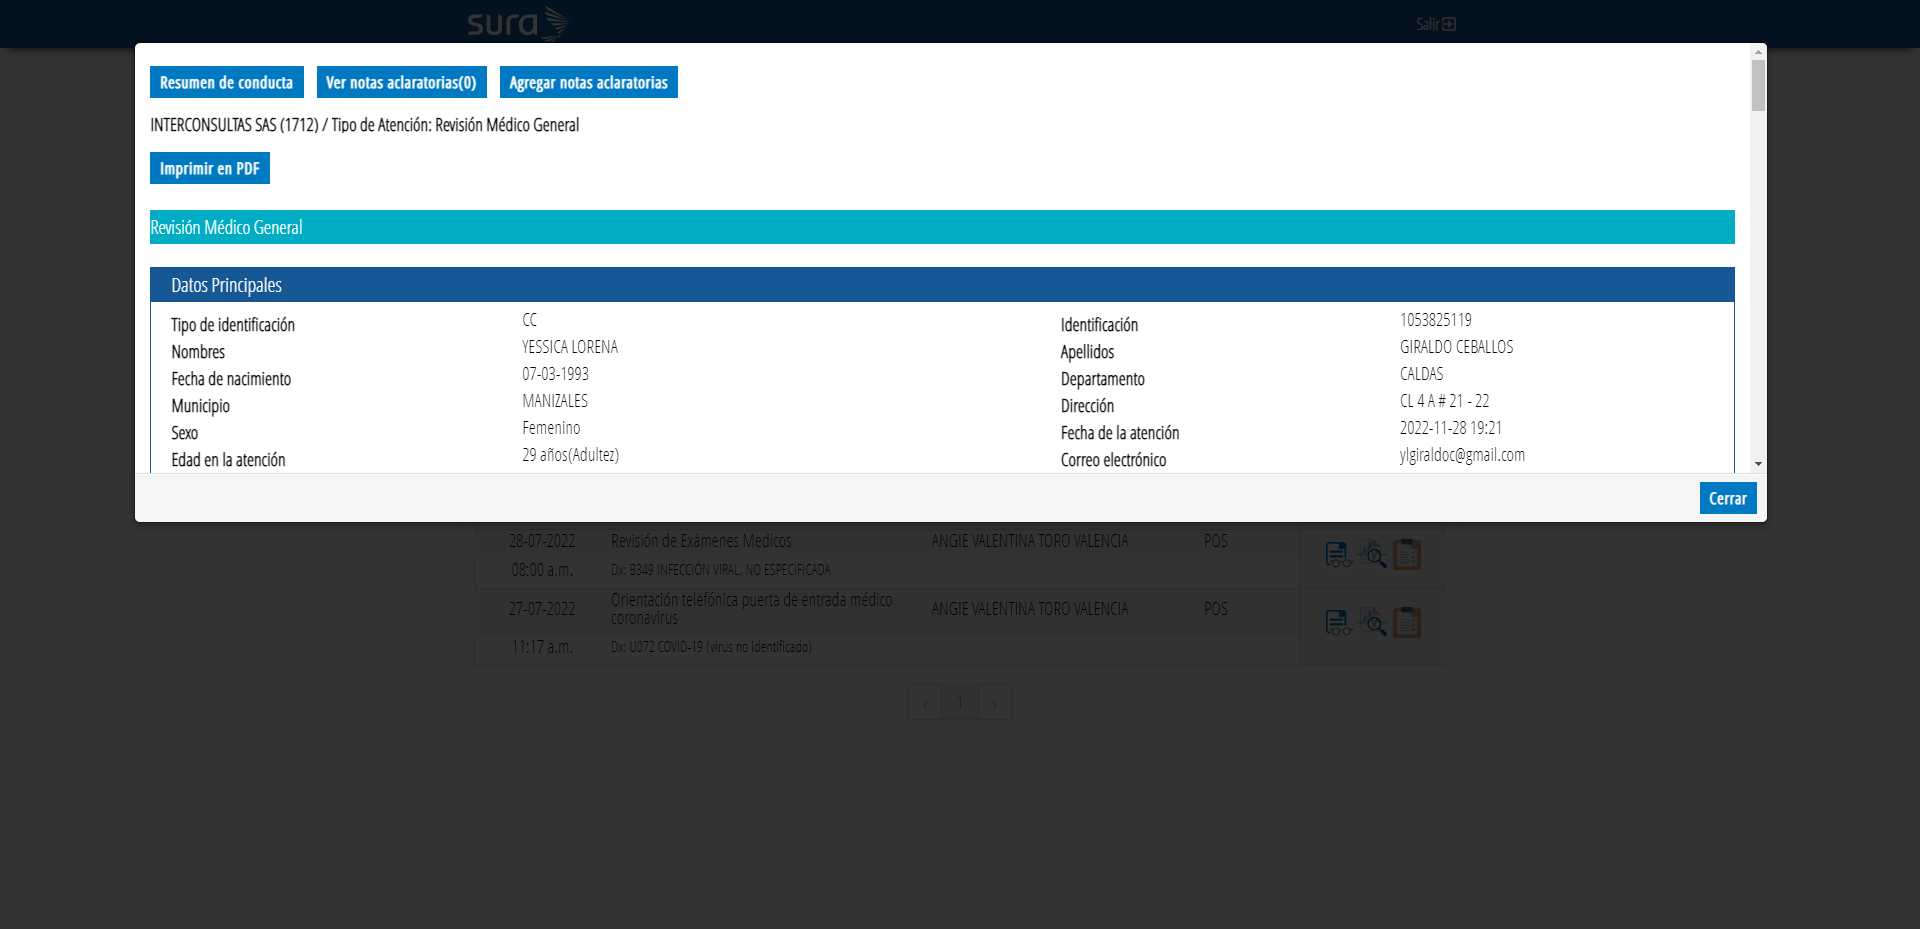 sura
Salir
Resumen de conducta Ver notas aclaratorias(0) Agregar notas aclaratorias
INTERCONSULTAS SAS (1712) / Tipo de Atención: Revisión Médico General
Imprimir en PDF
Revisión Médico General
Datos Principales
Tipo de identificación CC Identificación 1053825119
Nombres YESSICA LORENA Apellidos GIRALDO CEBALLOS
Fecha de nacimiento 07-03-1993 Departamento CALDAS
Municipio MANIZALES Dirección CL 4 A # 21 - 22
Sexo Femenino Fecha de la atención 2022-11-28 19:21
Edad en la atención 29 años(Adultez) Correo electrónico ylgiraldoc@gmail.com
Cerrar
28-07-2022 Revisión de Exámenes Medicos ANGIE VALENTINA TORO VALENCIA POS
08:00 a.m. Dx: B349 INFECCIÓN VIRAL, NO ESPECIFICADA
27-07-2022 Orientación telefónica puerta de entrada médico coronavirus ANGIE VALENTINA TORO VALENCIA POS
11:17 a.m. Dx: U072 COVID-19 (virus no identificado)
‹ 1 ›